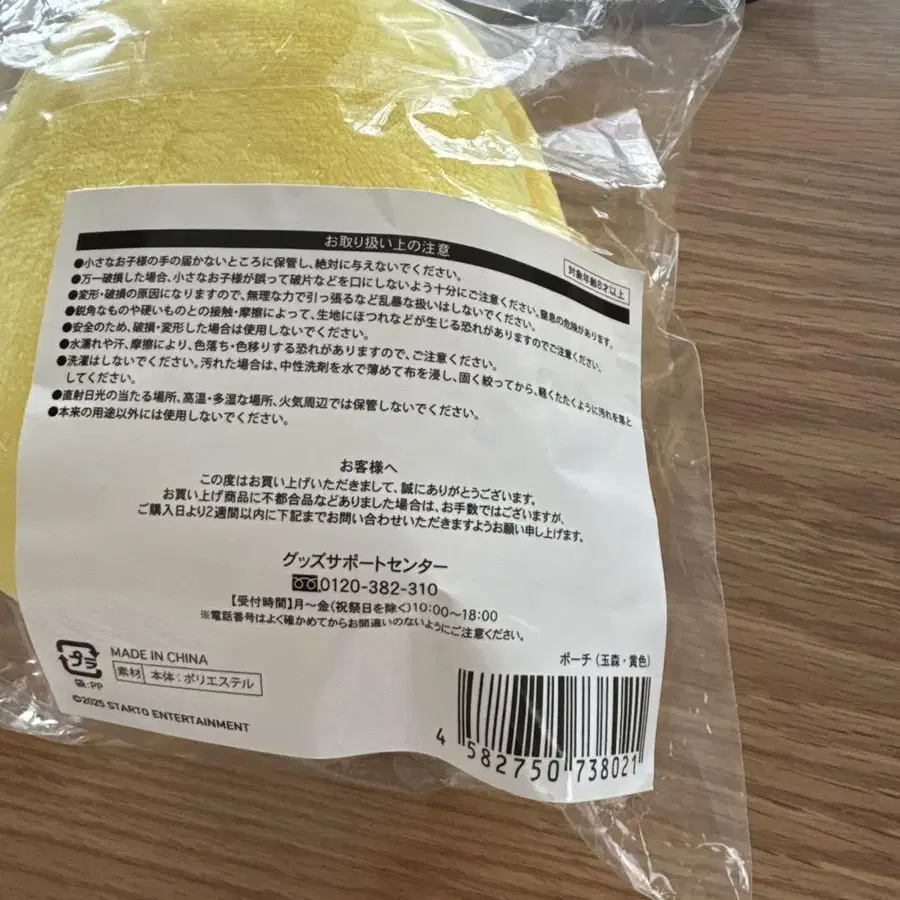 お取り扱い上の注意
対象年齢8才以上
●小さなお子様の手の届かないところに保管し、絶対に与えないでください。
●万一破損した場合、小さなお子様が誤って破片などを口にしないよう十分にご注意ください。窒息の危険があります。
●変形・破損の原因になりますので、無理な力で引っ張るなど乱暴な扱いはしないでください。
●鋭角なものや硬いものとの接触・摩擦によって、生地にほつれなどが生じる恐れがありますのでご注意ください。
●安全のため、破損・変形した場合は使用しないでください。
●水濡れや汗、摩擦により、色落ち・色移りする恐れがありますので、ご注意ください。
●洗濯はしないでください。汚れた場合は、中性洗剤を水で薄めて布を浸し、固く絞ってから、軽くたたくように汚れを落と
してください。
●直射日光の当たる場所、高温・多湿な場所、火気周辺では保管しないでください。
●本来の用途以外には使用しないでください。
お客様へ
この度はお買い上げいただきまして、誠にありがとうございます。
お買い上げ商品に不都合品などありました場合は、お手数ではございますが、
ご購入日より2週間以内に下記までお問い合わせいただきますようお願い申し上げます。
グッズサポートセンター
0120-382-310
【受付時間】月～金(祝祭日を除く)10:00～18:00
※電話番号はよく確かめてからお間違いのないようにご注意ください。
プラ
袋:PP
MADE IN CHINA
素材 本体:ポリエステル
©2025 STARTO ENTERTAINMENT
ポーチ(玉森・黄色)
4 582750 738021